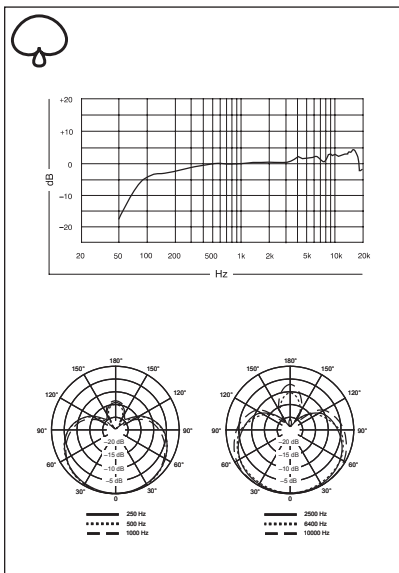 +20
+10
0
−10
−20
dB
20 50 100 200 500 1k 2k 5k 10k 20k
Hz
180° 180°
150° 150° 150° 150°
120° 120° 120° 120°
90° 90° 90° 90°
60° 60° 60° 60°
30° 30° 30° 30°
0 0
−20 dB −20 dB
−15 dB −15 dB
−10 dB −10 dB
−5 dB −5 dB
250 Hz 2500 Hz
500 Hz 6400 Hz
1000 Hz 10000 Hz